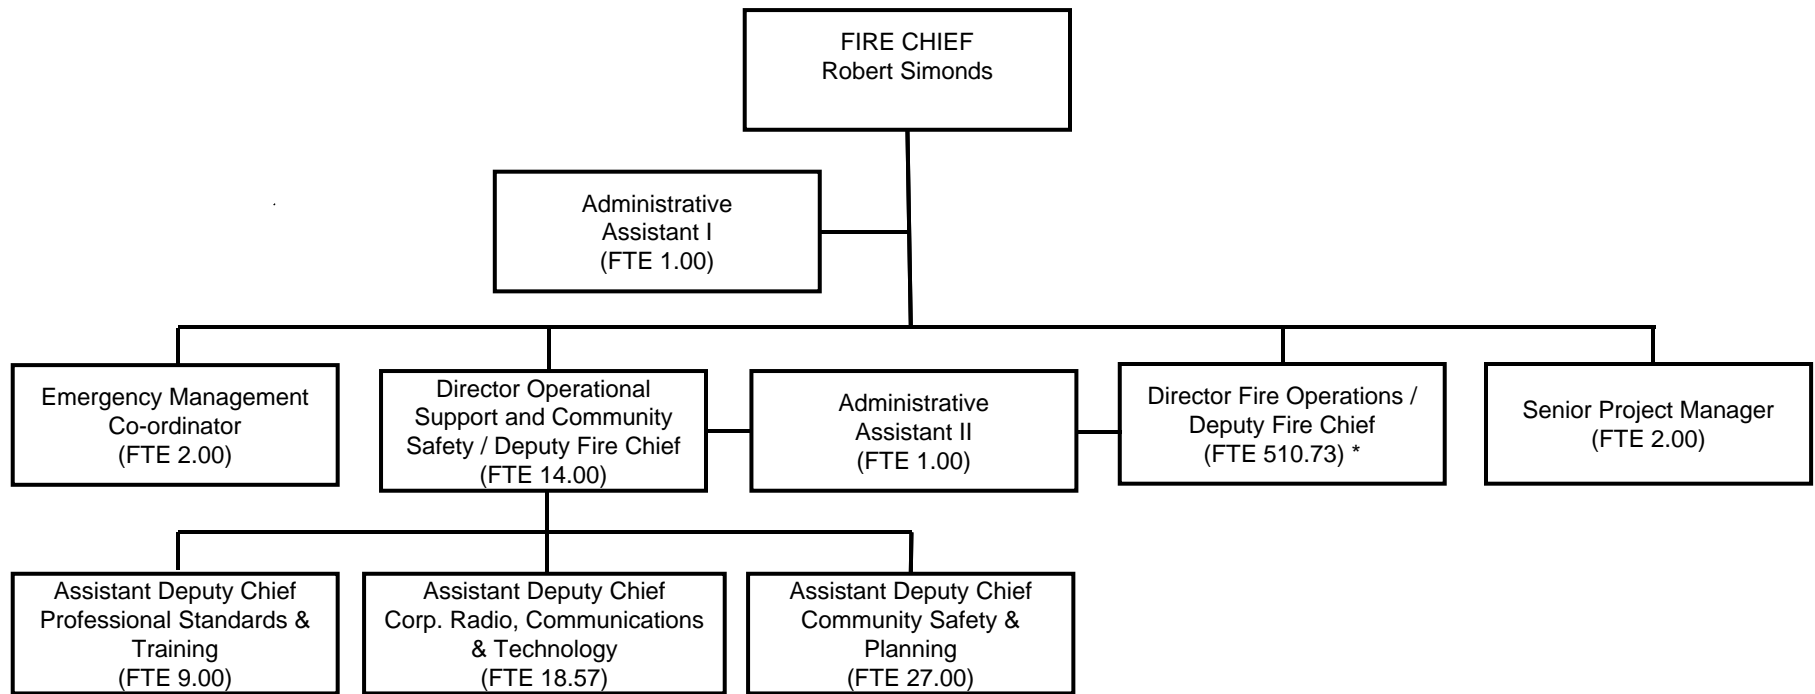 FIRE CHIEF
Robert Simonds
Administrative
Assistant I
(FTE 1.00)
Emergency Management
Co-ordinator
(FTE 2.00)
Director Operational
Support and Community
Safety / Deputy Fire Chief
(FTE 14.00)
Administrative
Assistant II
(FTE 1.00)
Director Fire Operations /
Deputy Fire Chief
(FTE 510.73) *
Senior Project Manager
(FTE 2.00)
Assistant Deputy Chief
Professional Standards &
Training
(FTE 9.00)
Assistant Deputy Chief
Corp. Radio, Communications
& Technology
(FTE 18.57)
Assistant Deputy Chief
Community Safety &
Planning
(FTE 27.00)